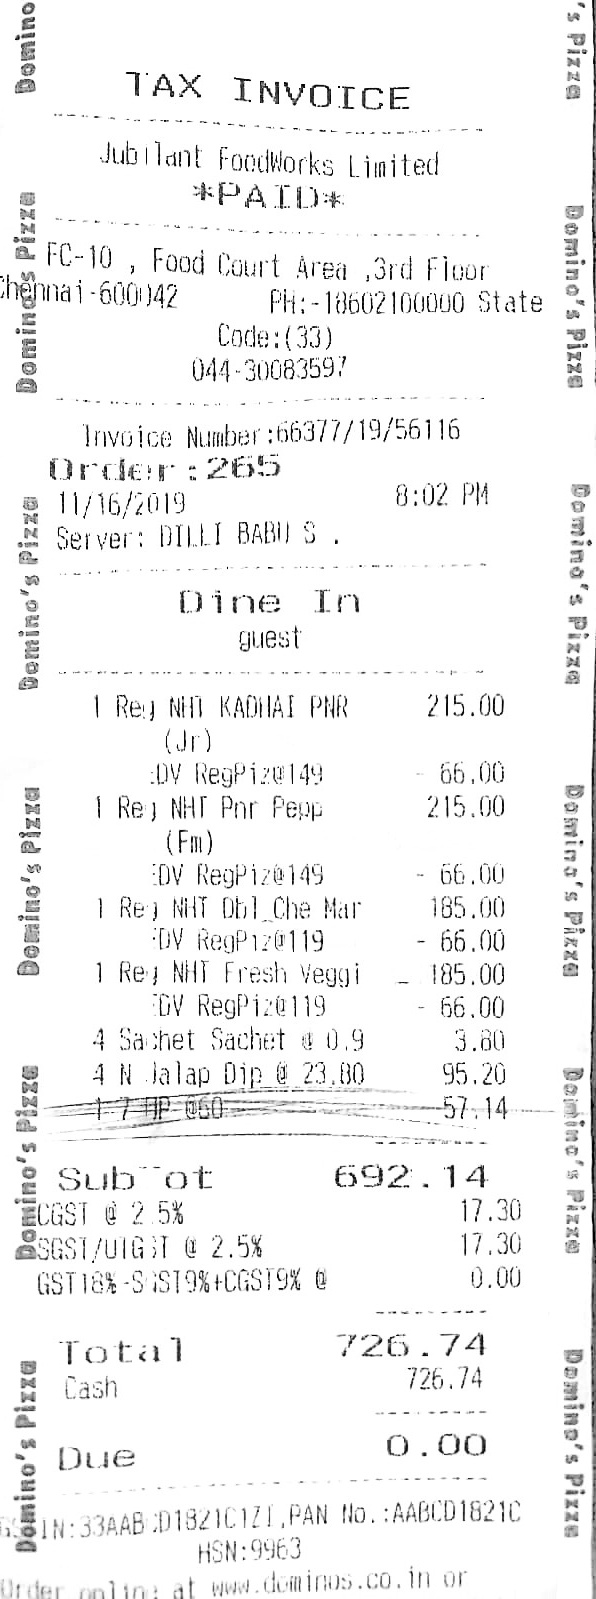 TAX INVOICE
Jubilant FoodWorks Limited
*PAID*
FC-10 , Food Court Area ,3rd Floor
Chennai-600042 PH:-18602100000 State
Code:(33)
044-30083597
Invoice Number:66377/19/56116
Order:265
11/16/2019 8:02 PM
Server: DILLI BABU S .
Dine In
guest
1 Reg NHT KADHAI PNR 215.00
(Jr)
EDV RegPiz@149 - 66.00
1 Reg NHT Pnr Pepp 215.00
(Fm)
EDV RegPiz@149 - 66.00
1 Reg NHT Dbl_Che Mar 185.00
EDV RegPiz@119 - 66.00
1 Reg NHT Fresh Veggi 185.00
EDV RegPiz@119 - 66.00
4 Sachet Sachet @ 0.9 3.80
4 N Jalap Dip @ 23.80 95.20
1 7 UP @60 57.14
SubTot 692.14
CGST @ 2.5% 17.30
SGST/UTGST @ 2.5% 17.30
GST18%-SGST9%+CGST9% @ 0.00
Total 726.74
Cash 726.74
Due 0.00
GSTIN:33AABCD1821C1ZI,PAN No.:AABCD1821C
HSN:9963
Order online at www.dominos.co.in or
Domino's Pizza
Domino's Pizza
Domino's Pizza
Domino's Pizza
Domino's Pizza
Domino's Pizza
Domino's Pizza
Domino's Pizza
Domino's Pizza
Domino's Pizza